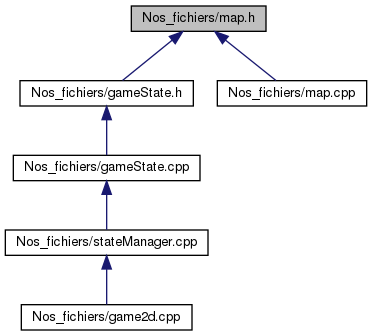 Nos_fichiers/map.h
Nos_fichiers/gameState.h
Nos_fichiers/map.cpp
Nos_fichiers/gameState.cpp
Nos_fichiers/stateManager.cpp
Nos_fichiers/game2d.cpp